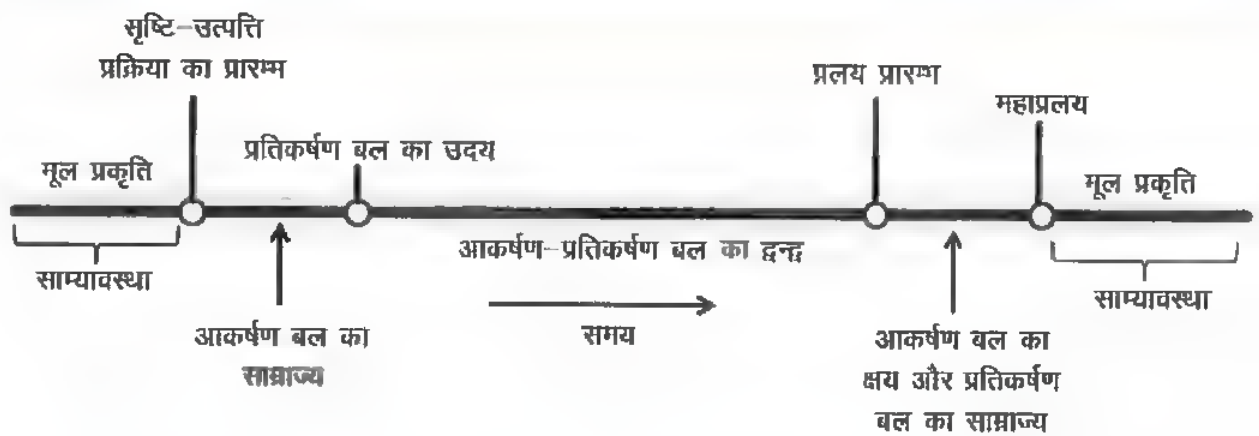 सृष्टि-उत्पत्ति
प्रक्रिया का प्रारम्भ
प्रलय प्रारम्भ
महाप्रलय
मूल प्रकृति
प्रतिकर्षण बल का उदय
मूल प्रकृति
आकर्षण-प्रतिकर्षण बल का द्वन्द्व
साम्यावस्था
समय
साम्यावस्था
आकर्षण बल का
साम्राज्य
आकर्षण बल का
क्षय और प्रतिकर्षण
बल का साम्राज्य